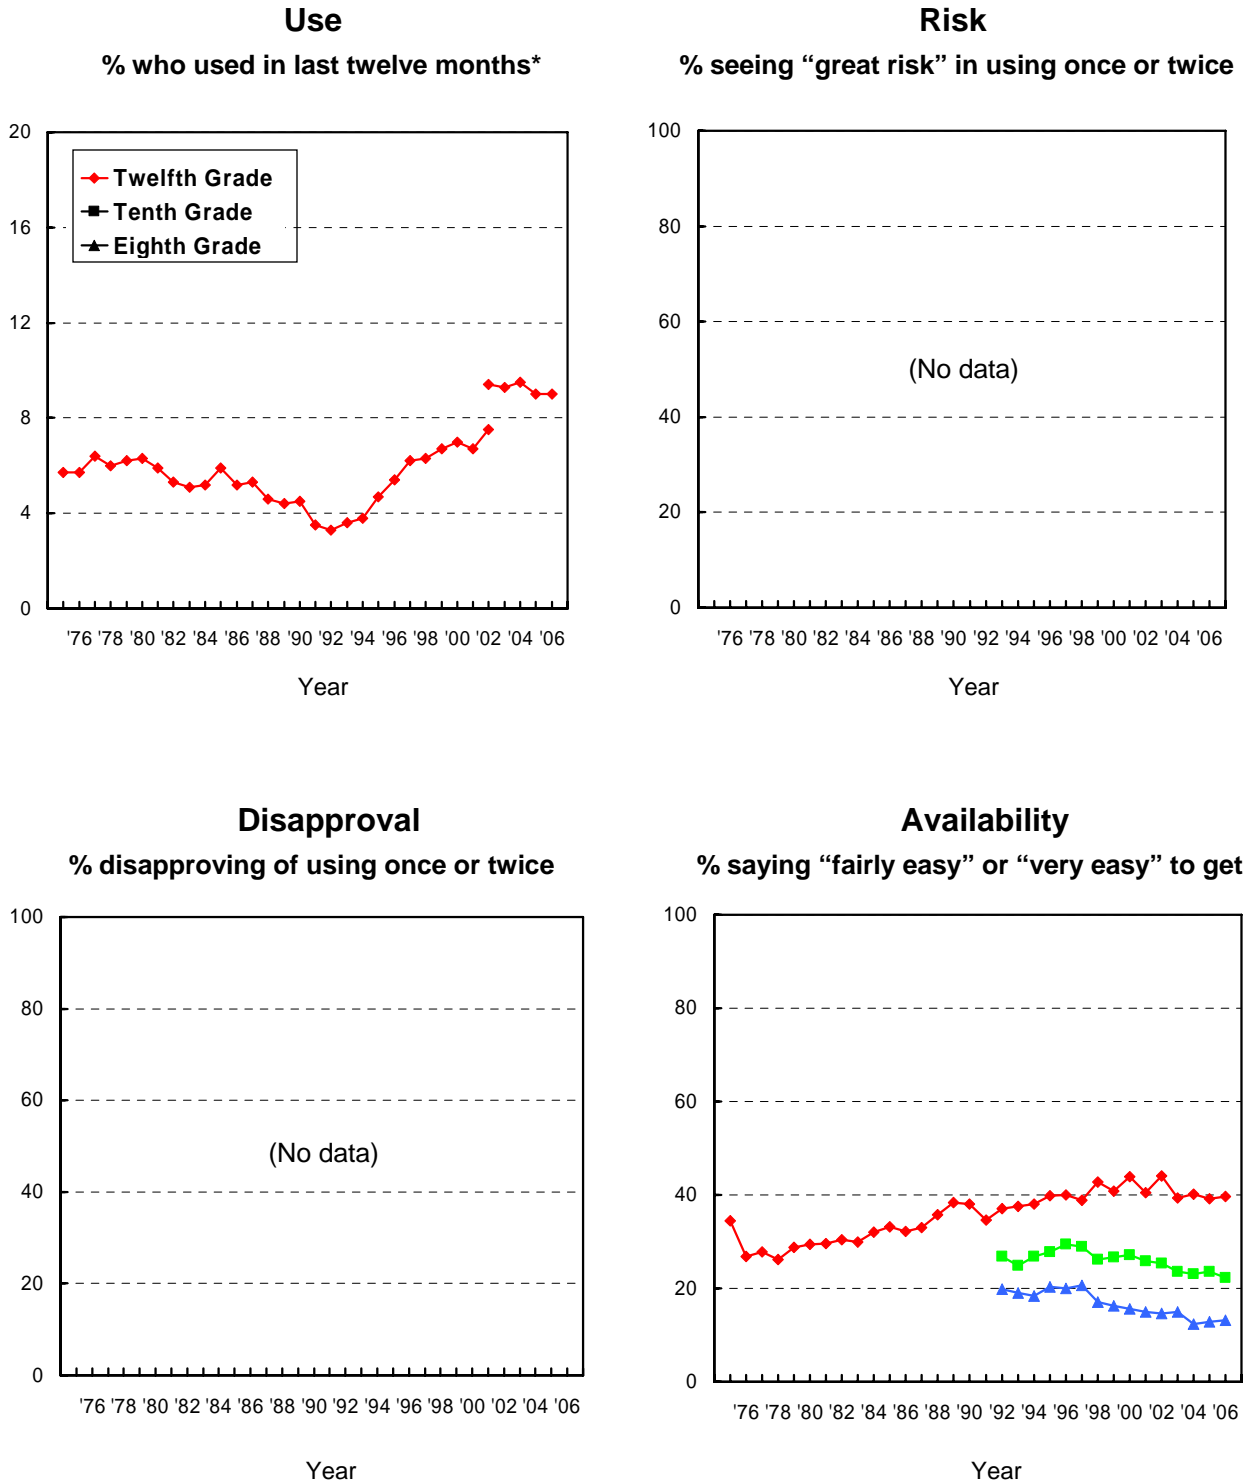 Use
% who used in last twelve months*
20
16
12
8
4
0
Twelfth Grade
Tenth Grade
Eighth Grade
'76 '78 '80 '82 '84 '86 '88 '90 '92 '94 '96 '98 '00 '02 '04 '06
Year
Risk
% seeing “great risk” in using once or twice
100
80
60
40
20
0
(No data)
'76 '78 '80 '82 '84 '86 '88 '90 '92 '94 '96 '98 '00 '02 '04 '06
Year
Disapproval
% disapproving of using once or twice
100
80
60
40
20
0
(No data)
'76 '78 '80 '82 '84 '86 '88 '90 '92 '94 '96 '98 '00 '02 '04 '06
Year
Availability
% saying “fairly easy” or “very easy” to get
100
80
60
40
20
0
'76 '78 '80 '82 '84 '86 '88 '90 '92 '94 '96 '98 '00 '02 '04 '06
Year